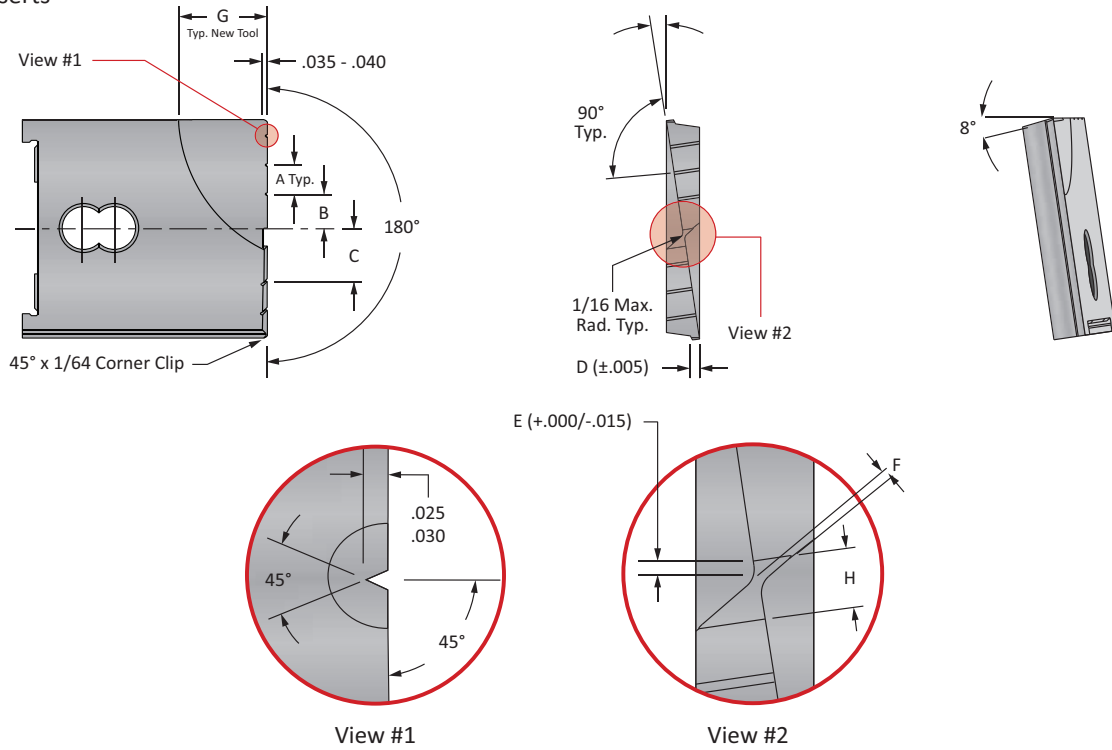 G
Typ. New Tool
View #1
.035 - .040
A Typ.
B
C
180°
45° x 1/64 Corner Clip
90°
Typ.
1/16 Max.
Rad. Typ.
View #2
D (±.005)
8°
E (+.000/-.015)
.025
.030
45°
45°
View #1
F
H
View #2